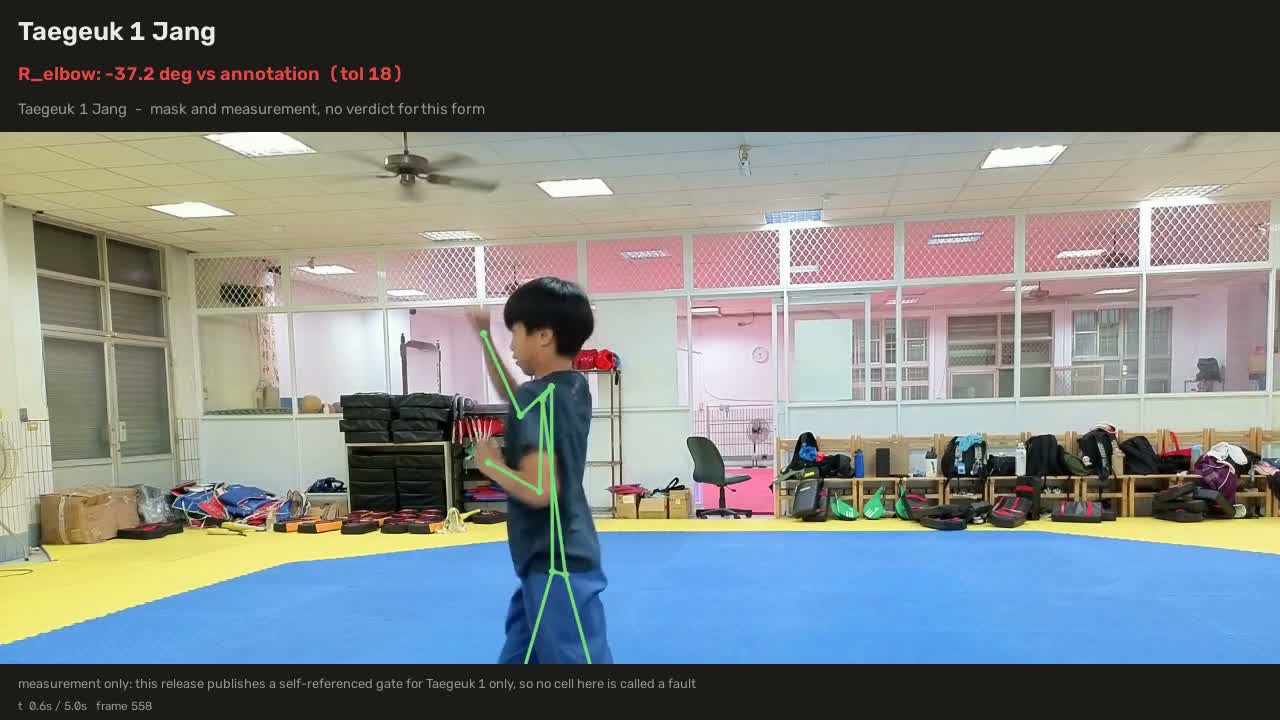 Taegeuk 1 Jang
R_elbow: -37.2 deg vs annotation (tol 18)
Taegeuk 1 Jang - mask and measurement, no verdict for this form
measurement only: this release publishes a self-referenced gate for Taegeuk 1 only, so no cell here is called a fault
t 0.6s / 5.0s frame 558